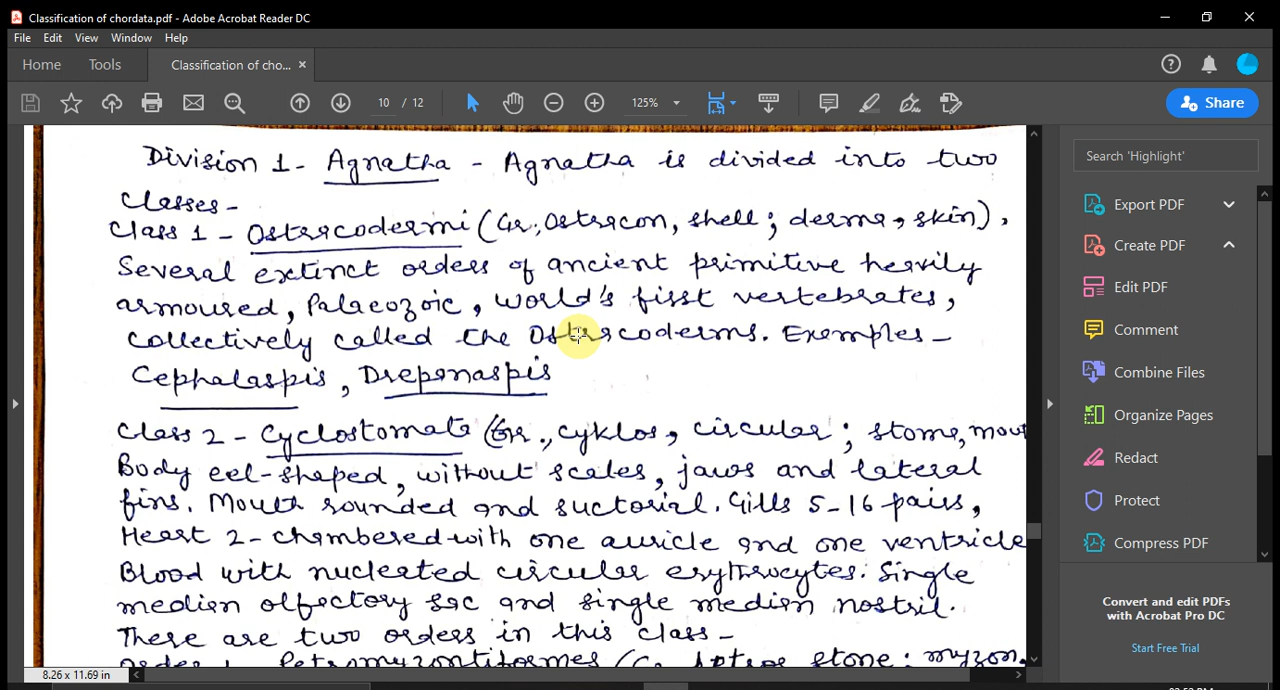 Classification of chordata.pdf - Adobe Acrobat Reader DC
File Edit View Window Help
Home Tools Classification of cho... ×
10 / 12 125% Share
Division 1 - Agnatha - Agnatha is divided into two
Classes -
Class 1 - Ostracodermi (Gr., Ostracon, shell ; derma, skin),
Several extinct orders of ancient primitive heavily
armoured, Palaeozoic, World's first vertebrates,
collectively called the Ostracoderms. Examples -
Cephalaspis, Drepanaspis
Class 2 - Cyclostomata (Gr., cyklos, circular ; stoma, mout
Body eel-shaped, without scales, jaws and lateral
fins. Mouth rounded and suctorial. Gills 5-16 pairs,
Heart 2-chambered with one auricle and one ventricle
Blood with nucleated circular erythrocytes. Single
median olfactory sac and single median nostril.
There are two orders in this class -
Petromyzontiformes
stone ; myzon,
8.26 x 11.69 in
Search 'Highlight'
Export PDF
Create PDF
Edit PDF
Comment
Combine Files
Organize Pages
Redact
Protect
Compress PDF
Convert and edit PDFs
with Acrobat Pro DC
Start Free Trial